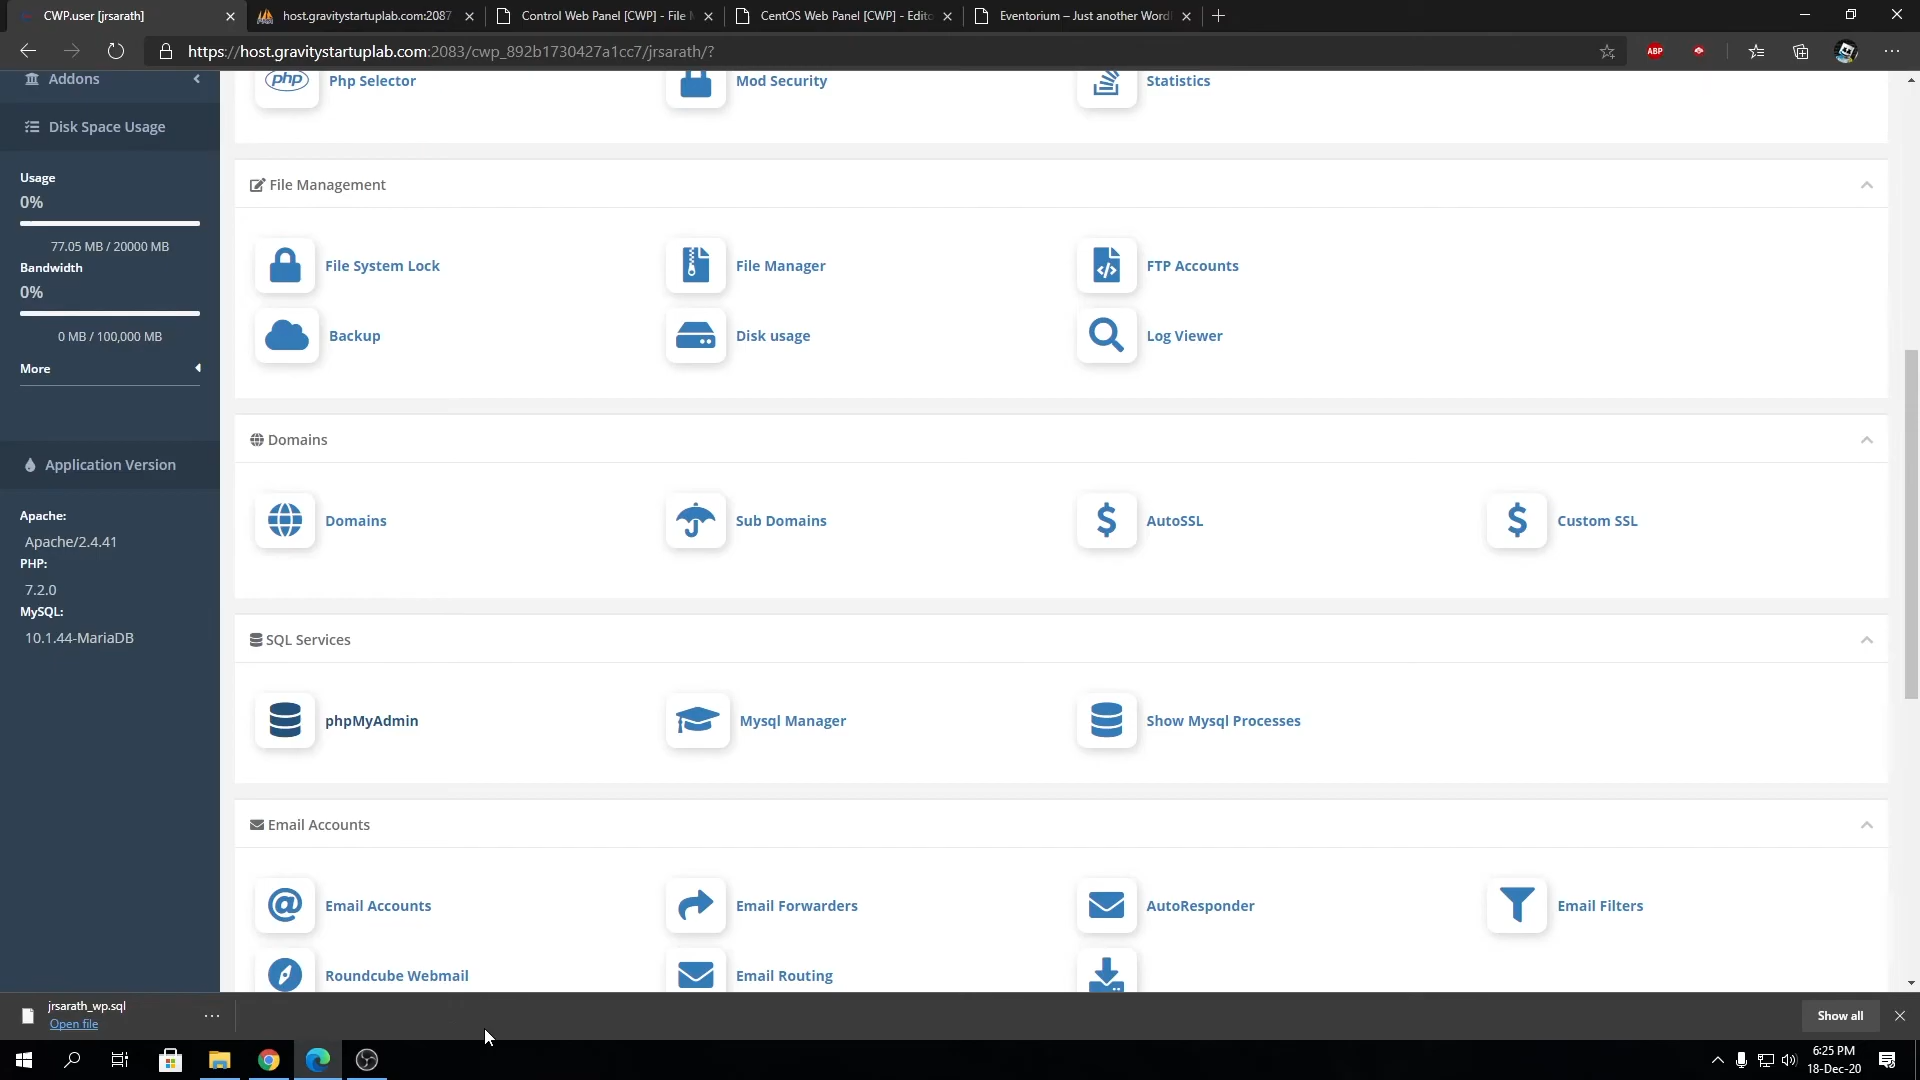 CWP.user [jrsarath]
host.gravitystartuplab.com:2087
Control Web Panel [CWP] - File M
CentOS Web Panel [CWP] - Edito
Eventorium – Just another Word
https://host.gravitystartuplab.com:2083/cwp_892b1730427a1cc7/jrsarath/?
ABP
Addons
php
Php Selector
Mod Security
Statistics
Disk Space Usage
Usage
0%
77.05 MB / 20000 MB
Bandwidth
0%
0 MB / 100,000 MB
More
File Management
File System Lock
File Manager
FTP Accounts
Backup
Disk usage
Log Viewer
Domains
Domains
Sub Domains
AutoSSL
Custom SSL
Application Version
Apache:
Apache/2.4.41
PHP:
7.2.0
MySQL:
10.1.44-MariaDB
SQL Services
phpMyAdmin
Mysql Manager
Show Mysql Processes
Email Accounts
Email Accounts
Email Forwarders
AutoResponder
Email Filters
Roundcube Webmail
Email Routing
jrsarath_wp.sql
Open file
Show all
6:25 PM
18-Dec-20